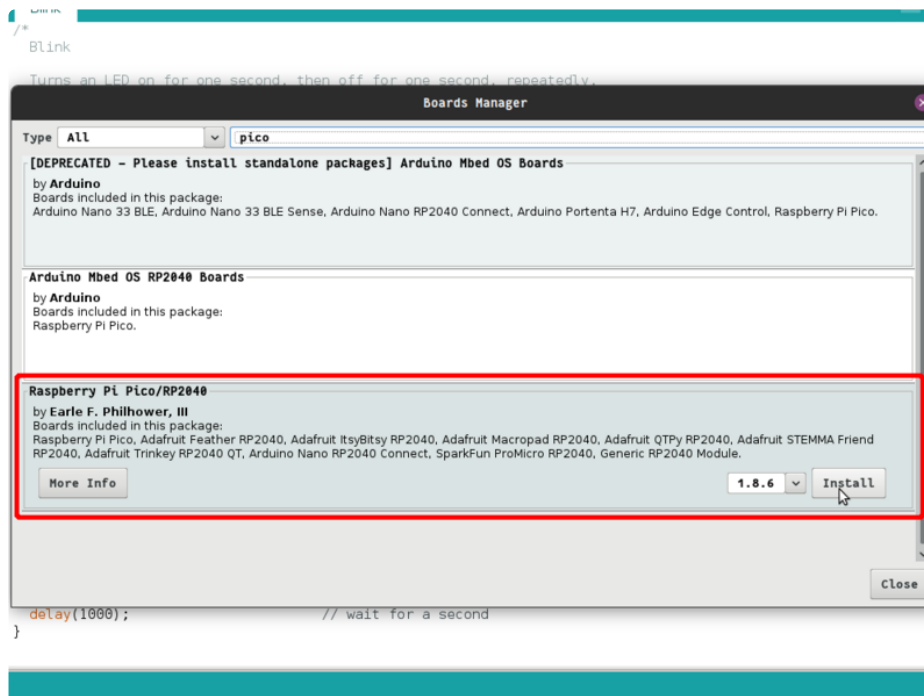 Blink
/*
Blink
Turns an LED on for one second, then off for one second, repeatedly.
Boards Manager
Type All pico
[DEPRECATED - Please install standalone packages] Arduino Mbed OS Boards
by Arduino
Boards included in this package:
Arduino Nano 33 BLE, Arduino Nano 33 BLE Sense, Arduino Nano RP2040 Connect, Arduino Portenta H7, Arduino Edge Control, Raspberry Pi Pico.
Arduino Mbed OS RP2040 Boards
by Arduino
Boards included in this package:
Raspberry Pi Pico.
Raspberry Pi Pico/RP2040
by Earle F. Philhower, III
Boards included in this package:
Raspberry Pi Pico, Adafruit Feather RP2040, Adafruit ItsyBitsy RP2040, Adafruit Macropad RP2040, Adafruit QTPy RP2040, Adafruit STEMMA Friend
RP2040, Adafruit Trinkey RP2040 QT, Arduino Nano RP2040 Connect, SparkFun ProMicro RP2040, Generic RP2040 Module.
More Info 1.8.6 Install
Close
delay(1000); // wait for a second
}